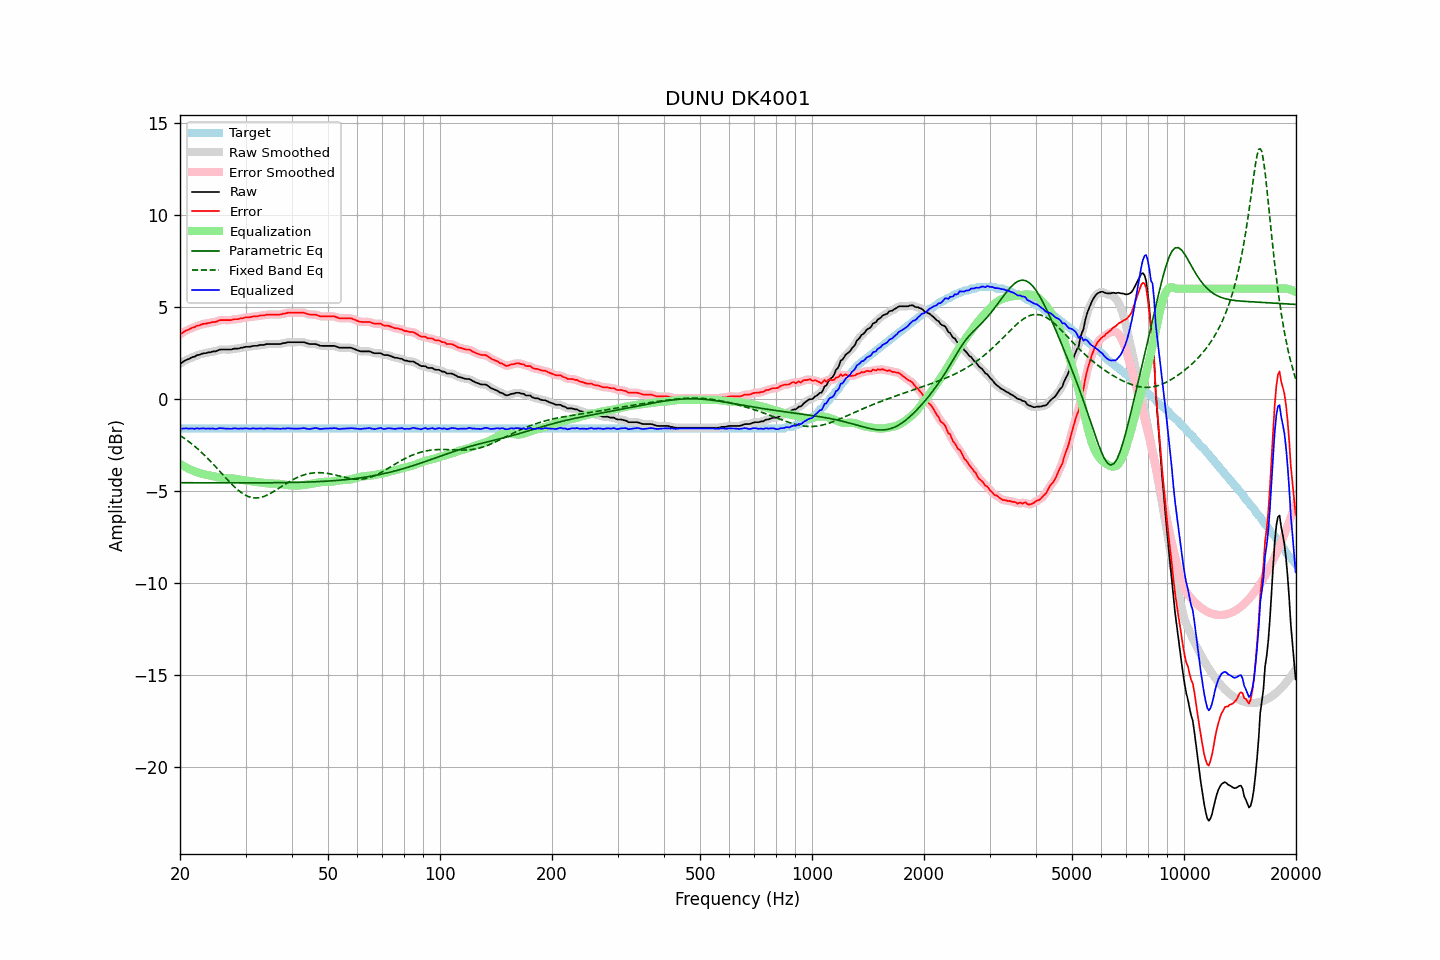 DUNU DK4001
Target
Raw Smoothed
Error Smoothed
Raw
Error
Equalization
Parametric Eq
Fixed Band Eq
Equalized
15
10
5
0
−5
−10
−15
−20
Amplitude (dBr)
20 50 100 200 500 1000 2000 5000 10000 20000
Frequency (Hz)